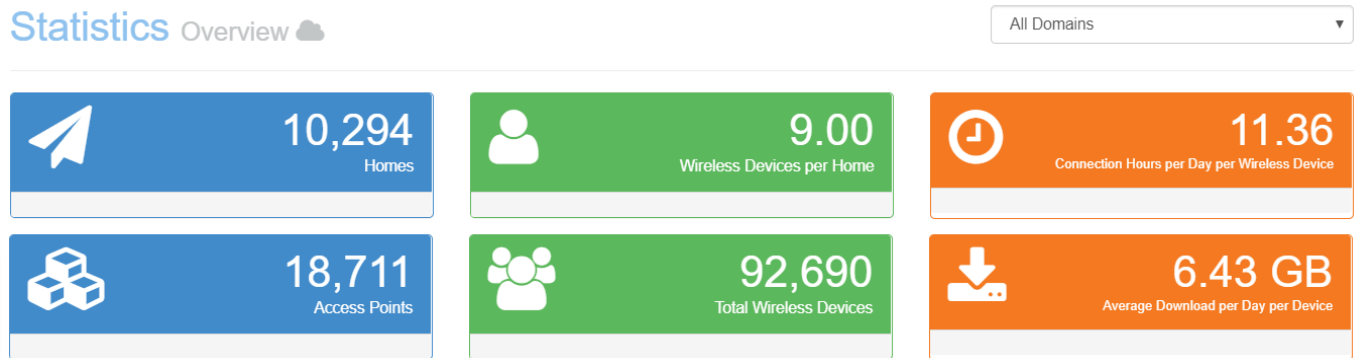 Statistics Overview
All Domains
10,294
Homes
9.00
Wireless Devices per Home
11.36
Connection Hours per Day per Wireless Device
18,711
Access Points
92,690
Total Wireless Devices
6.43 GB
Average Download per Day per Device